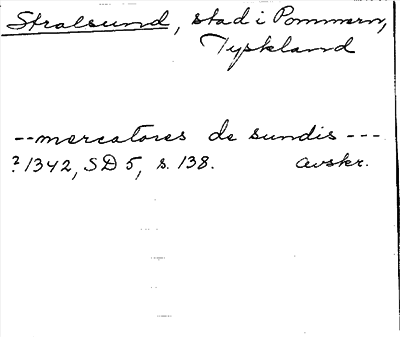 Stralsund, stad i Pommern,
Tyskland
-- mercatores de sundis ---
? 1342, SD 5, s. 138. Avskr.